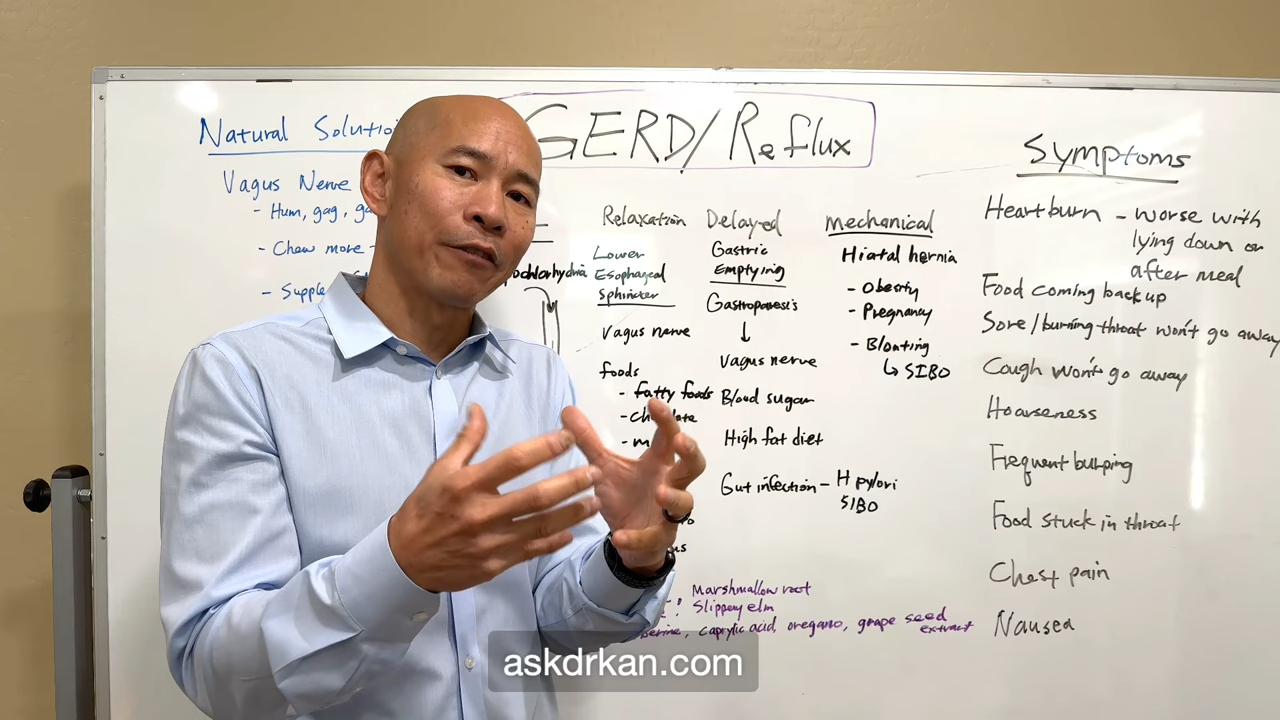 GERD/Reflux
Natural Solutio
Vagus Nerve
- Hum, gag, ga
- Chew more -
- Supple
pochlorhydria
Relaxation
Lower
Esophageal
Sphincter
Vagus nerve
foods
- fatty foods
Delayed
Gastric
Emptying
Gastroparesis
↓
Vagus nerve
Blood sugar
High fat diet
Gut infection - H pylori
SIBO
mechanical
Hiatal hernia
- Obesity
- Pregnancy
- Bloating
↳ SIBO
Symptoms
Heartburn - worse with
lying down or
after meal
Food coming back up
Sore/burning throat won't go away
Cough won't go away
Hoarseness
Frequent burping
Food stuck in throat
Chest pain
Nausea
Marshmallow root
Slippery elm
caprylic acid, oregano, grape seed
extract
askdrkan.com